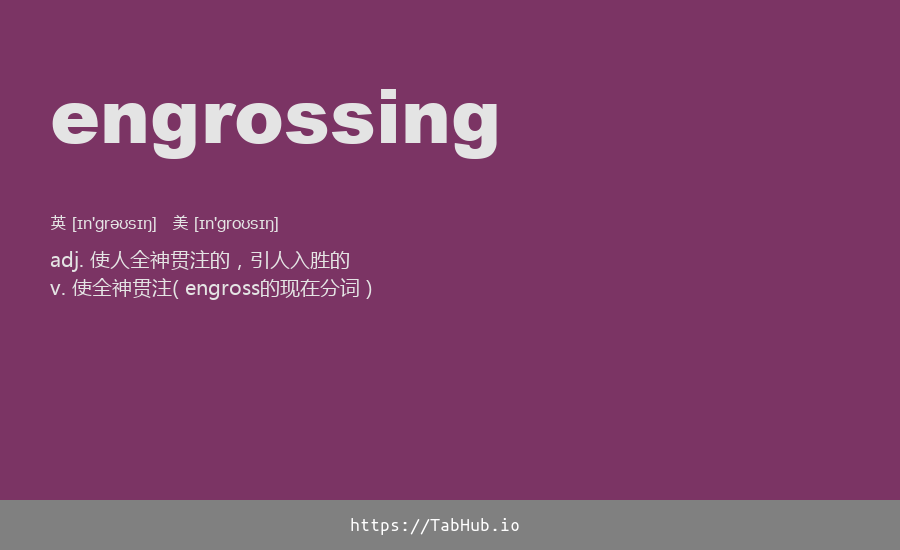 engrossing
英 [ɪn'grəʊsɪŋ] 美 [ɪn'groʊsɪŋ]
adj. 使人全神贯注的，引人入胜的
v. 使全神贯注( engross的现在分词 )
https://TabHub.io